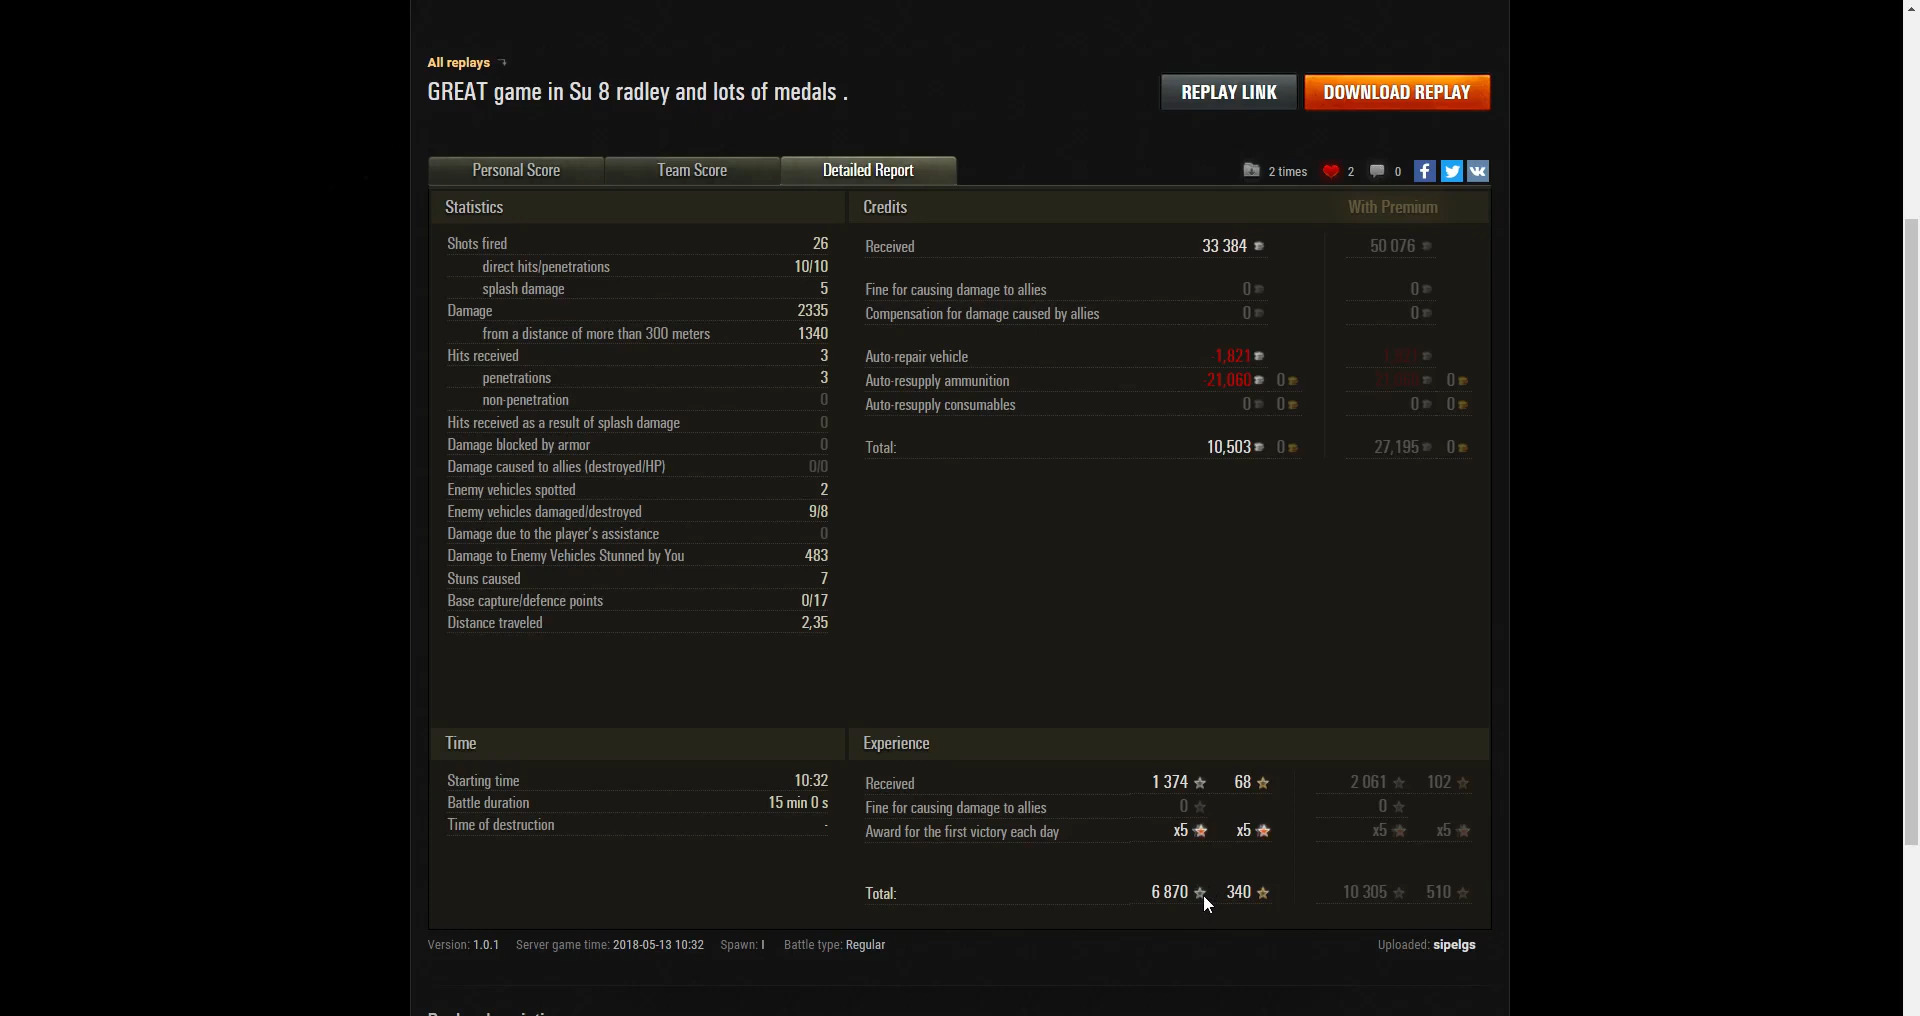 All replays
GREAT game in Su 8 radley and lots of medals .
REPLAY LINK
DOWNLOAD REPLAY
Personal Score
Team Score
Detailed Report
2 times
2
0
Statistics
Shots fired 26
direct hits/penetrations 10/10
splash damage 5
Damage 2335
from a distance of more than 300 meters 1340
Hits received 3
penetrations 3
non-penetration 0
Hits received as a result of splash damage 0
Damage blocked by armor 0
Damage caused to allies (destroyed/HP) 0/0
Enemy vehicles spotted 2
Enemy vehicles damaged/destroyed 9/8
Damage due to the player's assistance 0
Damage to Enemy Vehicles Stunned by You 483
Stuns caused 7
Base capture/defence points 0/17
Distance traveled 2,35
Credits With Premium
Received 33 384 50 076
Fine for causing damage to allies 0 0
Compensation for damage caused by allies 0 0
Auto-repair vehicle -1,821
Auto-resupply ammunition -21,060 0 0
Auto-resupply consumables 0 0 0 0
Total: 10,503 0 27,195 0
Time
Starting time 10:32
Battle duration 15 min 0 s
Time of destruction -
Experience
Received 1 374 68 2 061 102
Fine for causing damage to allies 0 0
Award for the first victory each day x5 x5 x5 x5
Total: 6 870 340 10 305 510
Version: 1.0.1 Server game time: 2018-05-13 10:32 Spawn: I Battle type: Regular
Uploaded: sipelgs